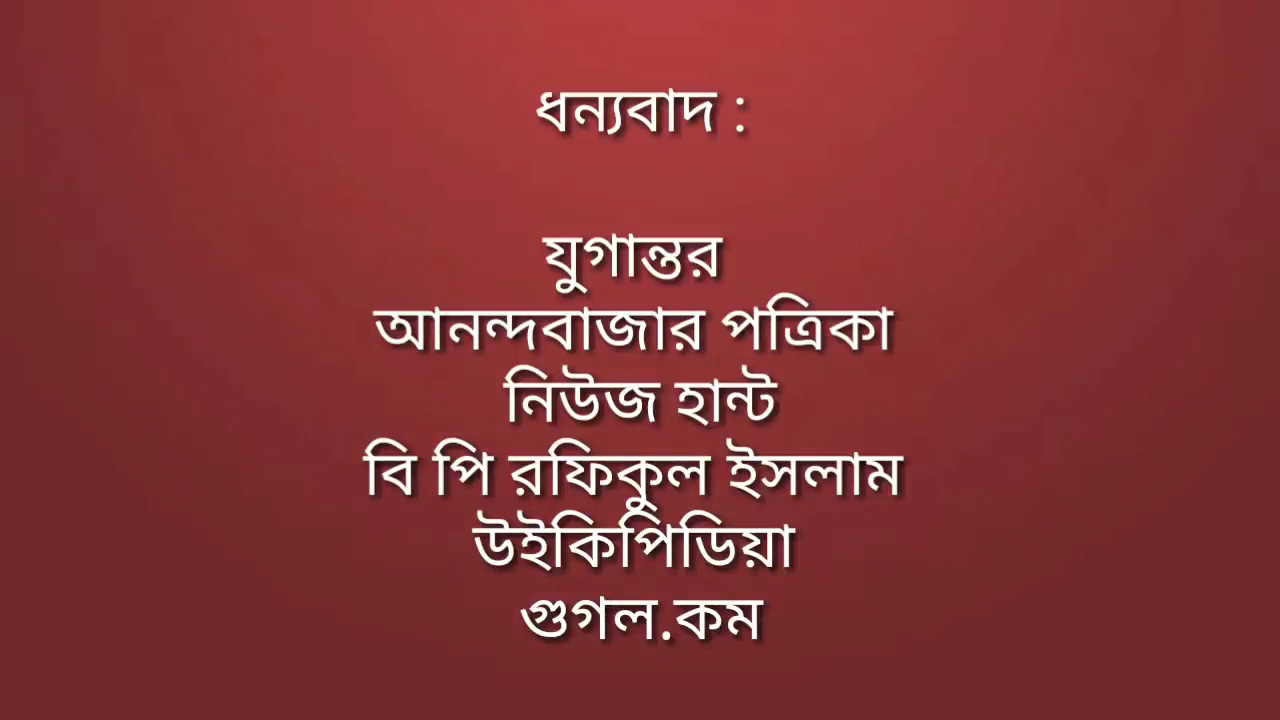 ধন্যবাদ :
যুগান্তর
আনন্দবাজার পত্রিকা
নিউজ হান্ট
বি পি রফিকুল ইসলাম
উইকিপিডিয়া
গুগল.কম